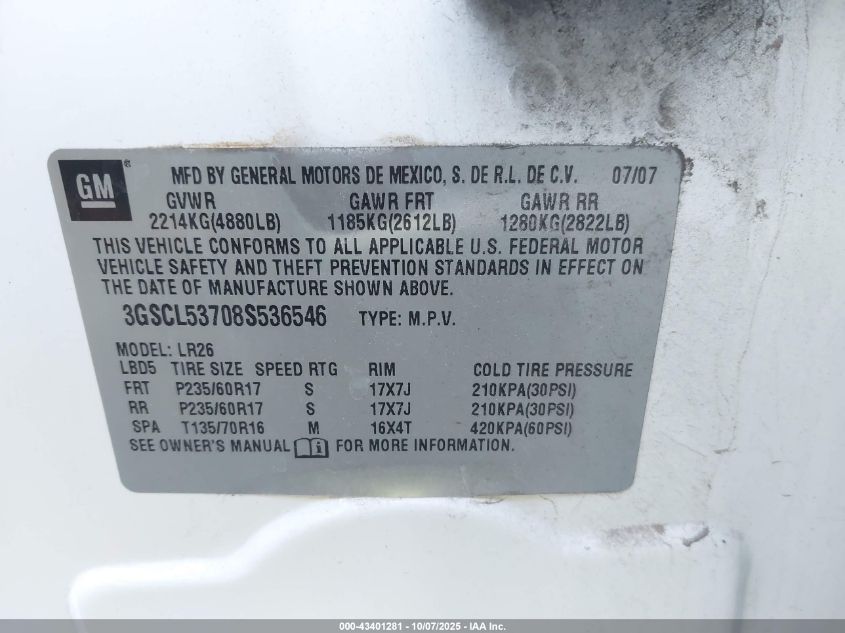 GM ® MFD BY GENERAL MOTORS DE MEXICO, S. DE R.L. DE C.V. 07/07
GVWR GAWR FRT GAWR RR
2214KG(4880LB) 1185KG(2612LB) 1280KG(2822LB)
THIS VEHICLE CONFORMS TO ALL APPLICABLE U.S. FEDERAL MOTOR
VEHICLE SAFETY AND THEFT PREVENTION STANDARDS IN EFFECT ON
THE DATE OF MANUFACTURE SHOWN ABOVE.
3GSCL53708S536546 TYPE: M.P.V.
MODEL: LR26
LBD5 TIRE SIZE SPEED RTG RIM COLD TIRE PRESSURE
FRT P235/60R17 S 17X7J 210KPA(30PSI)
RR P235/60R17 S 17X7J 210KPA(30PSI)
SPA T135/70R16 M 16X4T 420KPA(60PSI)
SEE OWNER'S MANUAL FOR MORE INFORMATION.
000-43401281 - 10/07/2025 - IAA Inc.